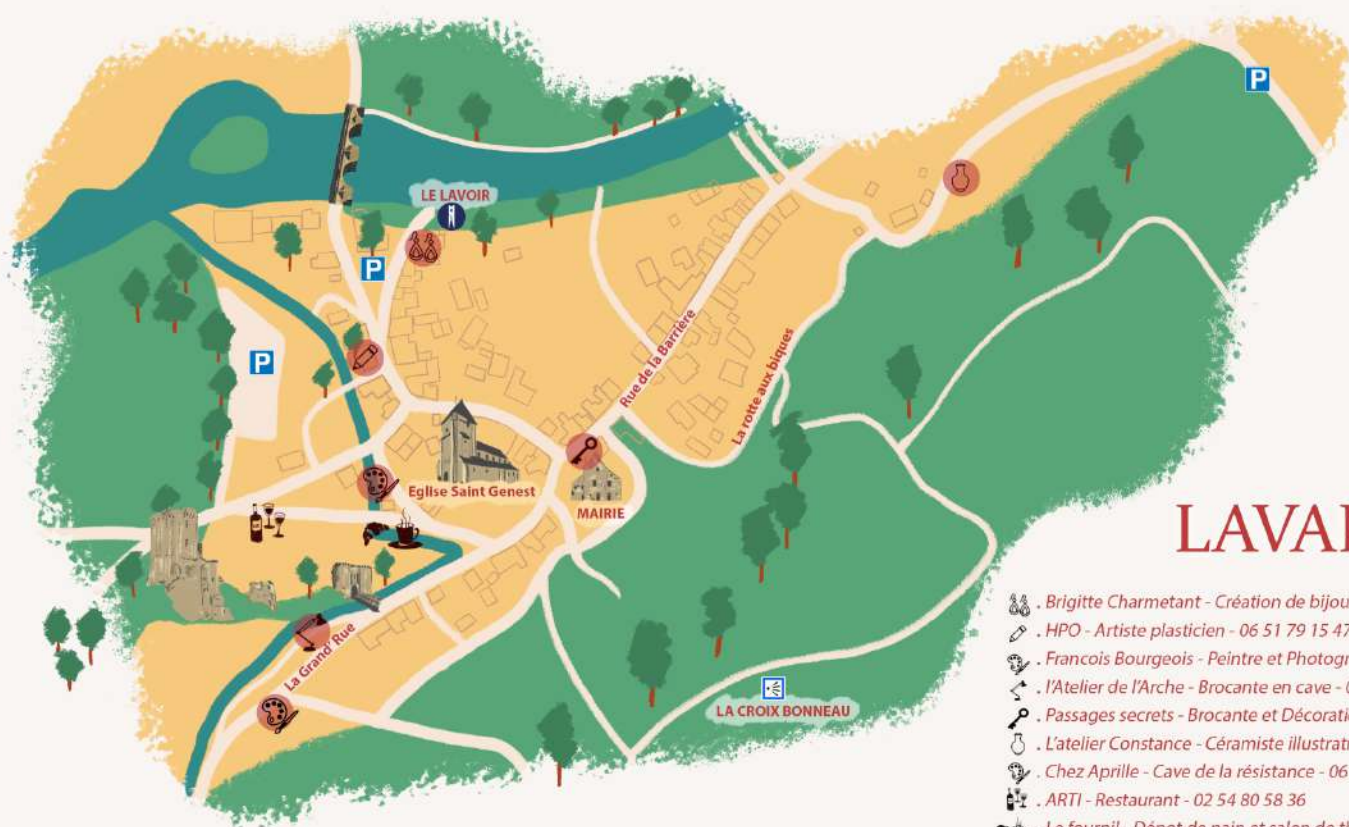 P
LE LAVOIR
P
P
Rue de la Barrière
La rotte aux biques
Eglise Saint Genest
MAIRIE
La Grand' Rue
LA CROIX BONNEAU
. Brigitte Charmetant - Création de bijou
. HPO - Artiste plasticien - 06 51 79 15 47
. Francois Bourgeois - Peintre et Photogr
. l'Atelier de l'Arche - Brocante en cave - 0
. Passages secrets - Brocante et Décorati
. L'atelier Constance - Céramiste illustrat
. Chez Aprille - Cave de la résistance - 06
. ARTI - Restaurant - 02 54 80 58 36